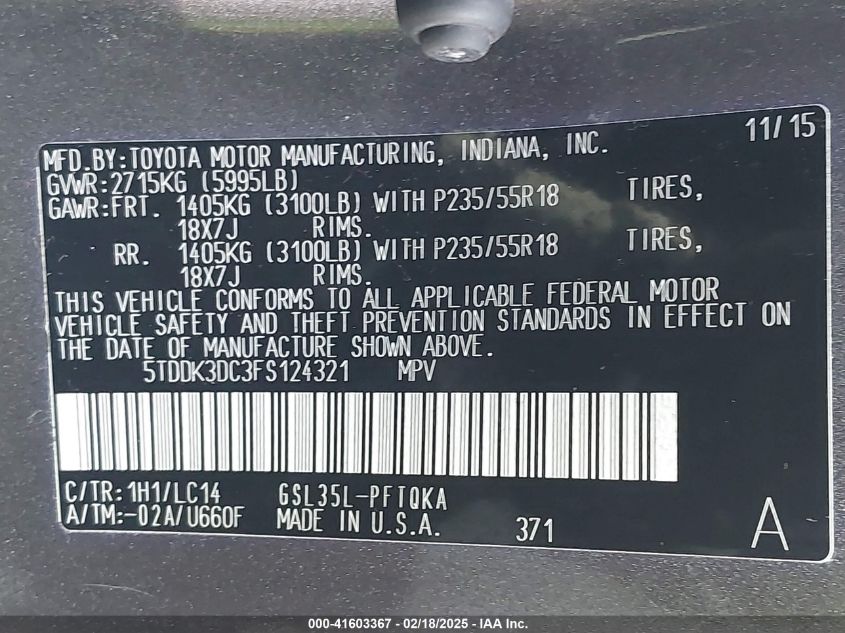 11/15
MFD.BY:TOYOTA MOTOR MANUFACTURING, INDIANA, INC.
GVWR:2715KG (5995LB)
GAWR:FRT. 1405KG (3100LB) WITH P235/55R18 TIRES,
18X7J RIMS.
RR. 1405KG (3100LB) WITH P235/55R18 TIRES,
18X7J RIMS.
THIS VEHICLE CONFORMS TO ALL APPLICABLE FEDERAL MOTOR
VEHICLE SAFETY AND THEFT PREVENTION STANDARDS IN EFFECT ON
THE DATE OF MANUFACTURE SHOWN ABOVE.
5TDDK3DC3FS124321 MPV
C/TR:1H1/LC14 GSL35L-PFTQKA
A/TM:-02A/U660F MADE IN U.S.A. 371 A
000-41603367 - 02/18/2025 - IAA Inc.